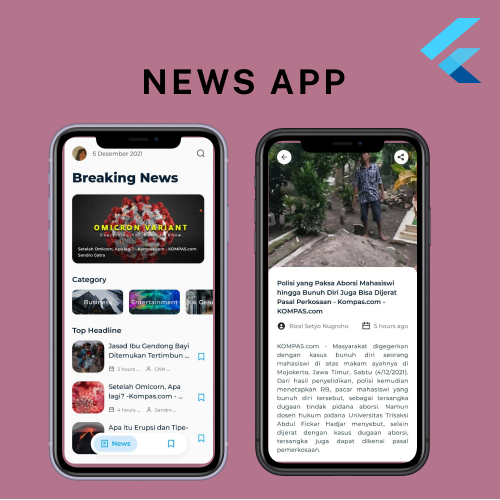 NEWS APP
5 Desember 2021
Breaking News
OMICRON VARIANT
Setelah Omicron, Apa lagi? - Kompas.com - KOMPAS.com
Sandro Gatra
Category
Business
Entertainment
Gene
Top Headline
Jasad Ibu Gendong Bayi
Ditemukan Tertimbun ...
3 hours ...
CNN ...
Setelah Omicron, Apa
lagi? -Kompas.com - ...
4 hours ...
Sandro ...
Apa itu Erupsi dan Tipe-
News
Polisi yang Paksa Aborsi Mahasiswi
hingga Bunuh Diri Juga Bisa Dijerat
Pasal Perkosaan - Kompas.com -
KOMPAS.com
Rizal Setyo Nugroho
5 hours ago
KOMPAS.com - Masyarakat digegerkan
dengan kasus bunuh diri seorang
mahasiswi di atas makam ayahnya di
Mojokerto, Jawa Timur, Sabtu (4/12/2021).
Dari hasil penyelidikan, polisi kemudian
menetapkan RB, pacar mahasiswi yang
bunuh diri tersebut, sebagai tersangka
dugaan tindak pidana aborsi. Namun
dosen hukum pidana Universitas Trisakti
Abdul Fickar Hadjar menyebut, selain
dijerat dengan kasus dugaan aborsi,
tersangka juga dapat dikenai pasal
pemerkosaan.